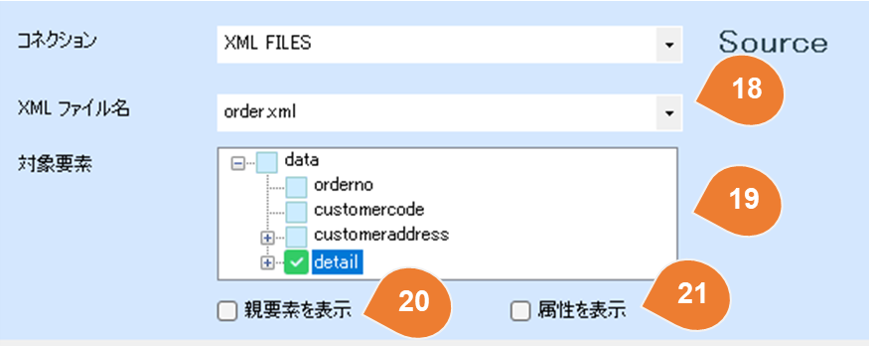 コネクション
XML FILES
Source
18
XML ファイル名
order.xml
対象要素
data
orderno
customercode
19
customeraddress
detail
親要素を表示
20
属性を表示
21